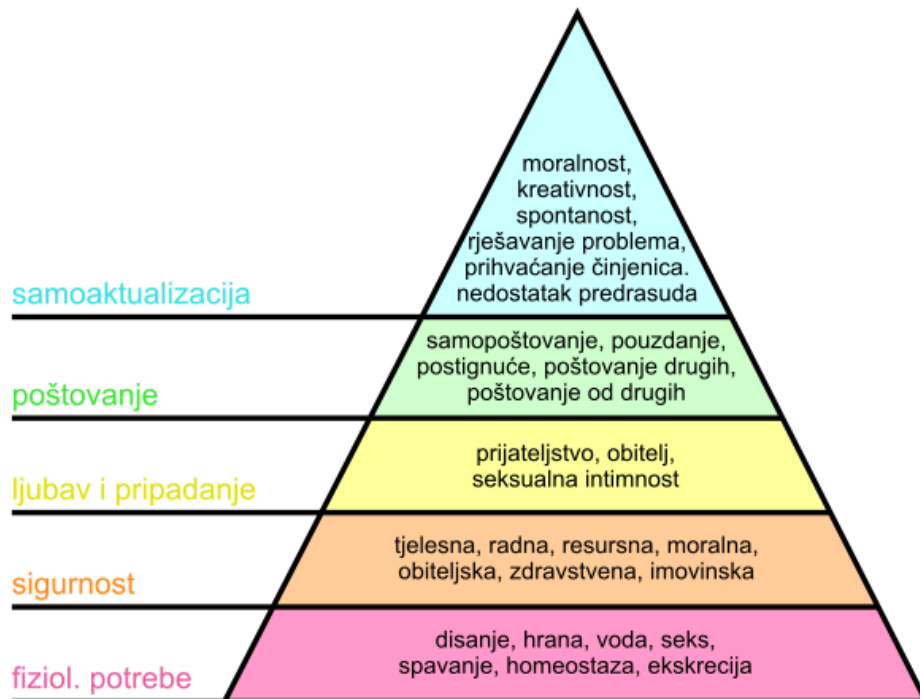 moralnost,
kreativnost,
spontanost,
rješavanje problema,
prihvaćanje činjenica.
nedostatak predrasuda
samoaktualizacija
samopoštovanje, pouzdanje,
postignuće, poštovanje drugih,
poštovanje od drugih
poštovanje
prijateljstvo, obitelj,
seksualna intimnost
ljubav i pripadanje
tjelesna, radna, resursna, moralna,
obiteljska, zdravstvena, imovinska
sigurnost
disanje, hrana, voda, seks,
spavanje, homeostaza, ekskrecija
fiziol. potrebe